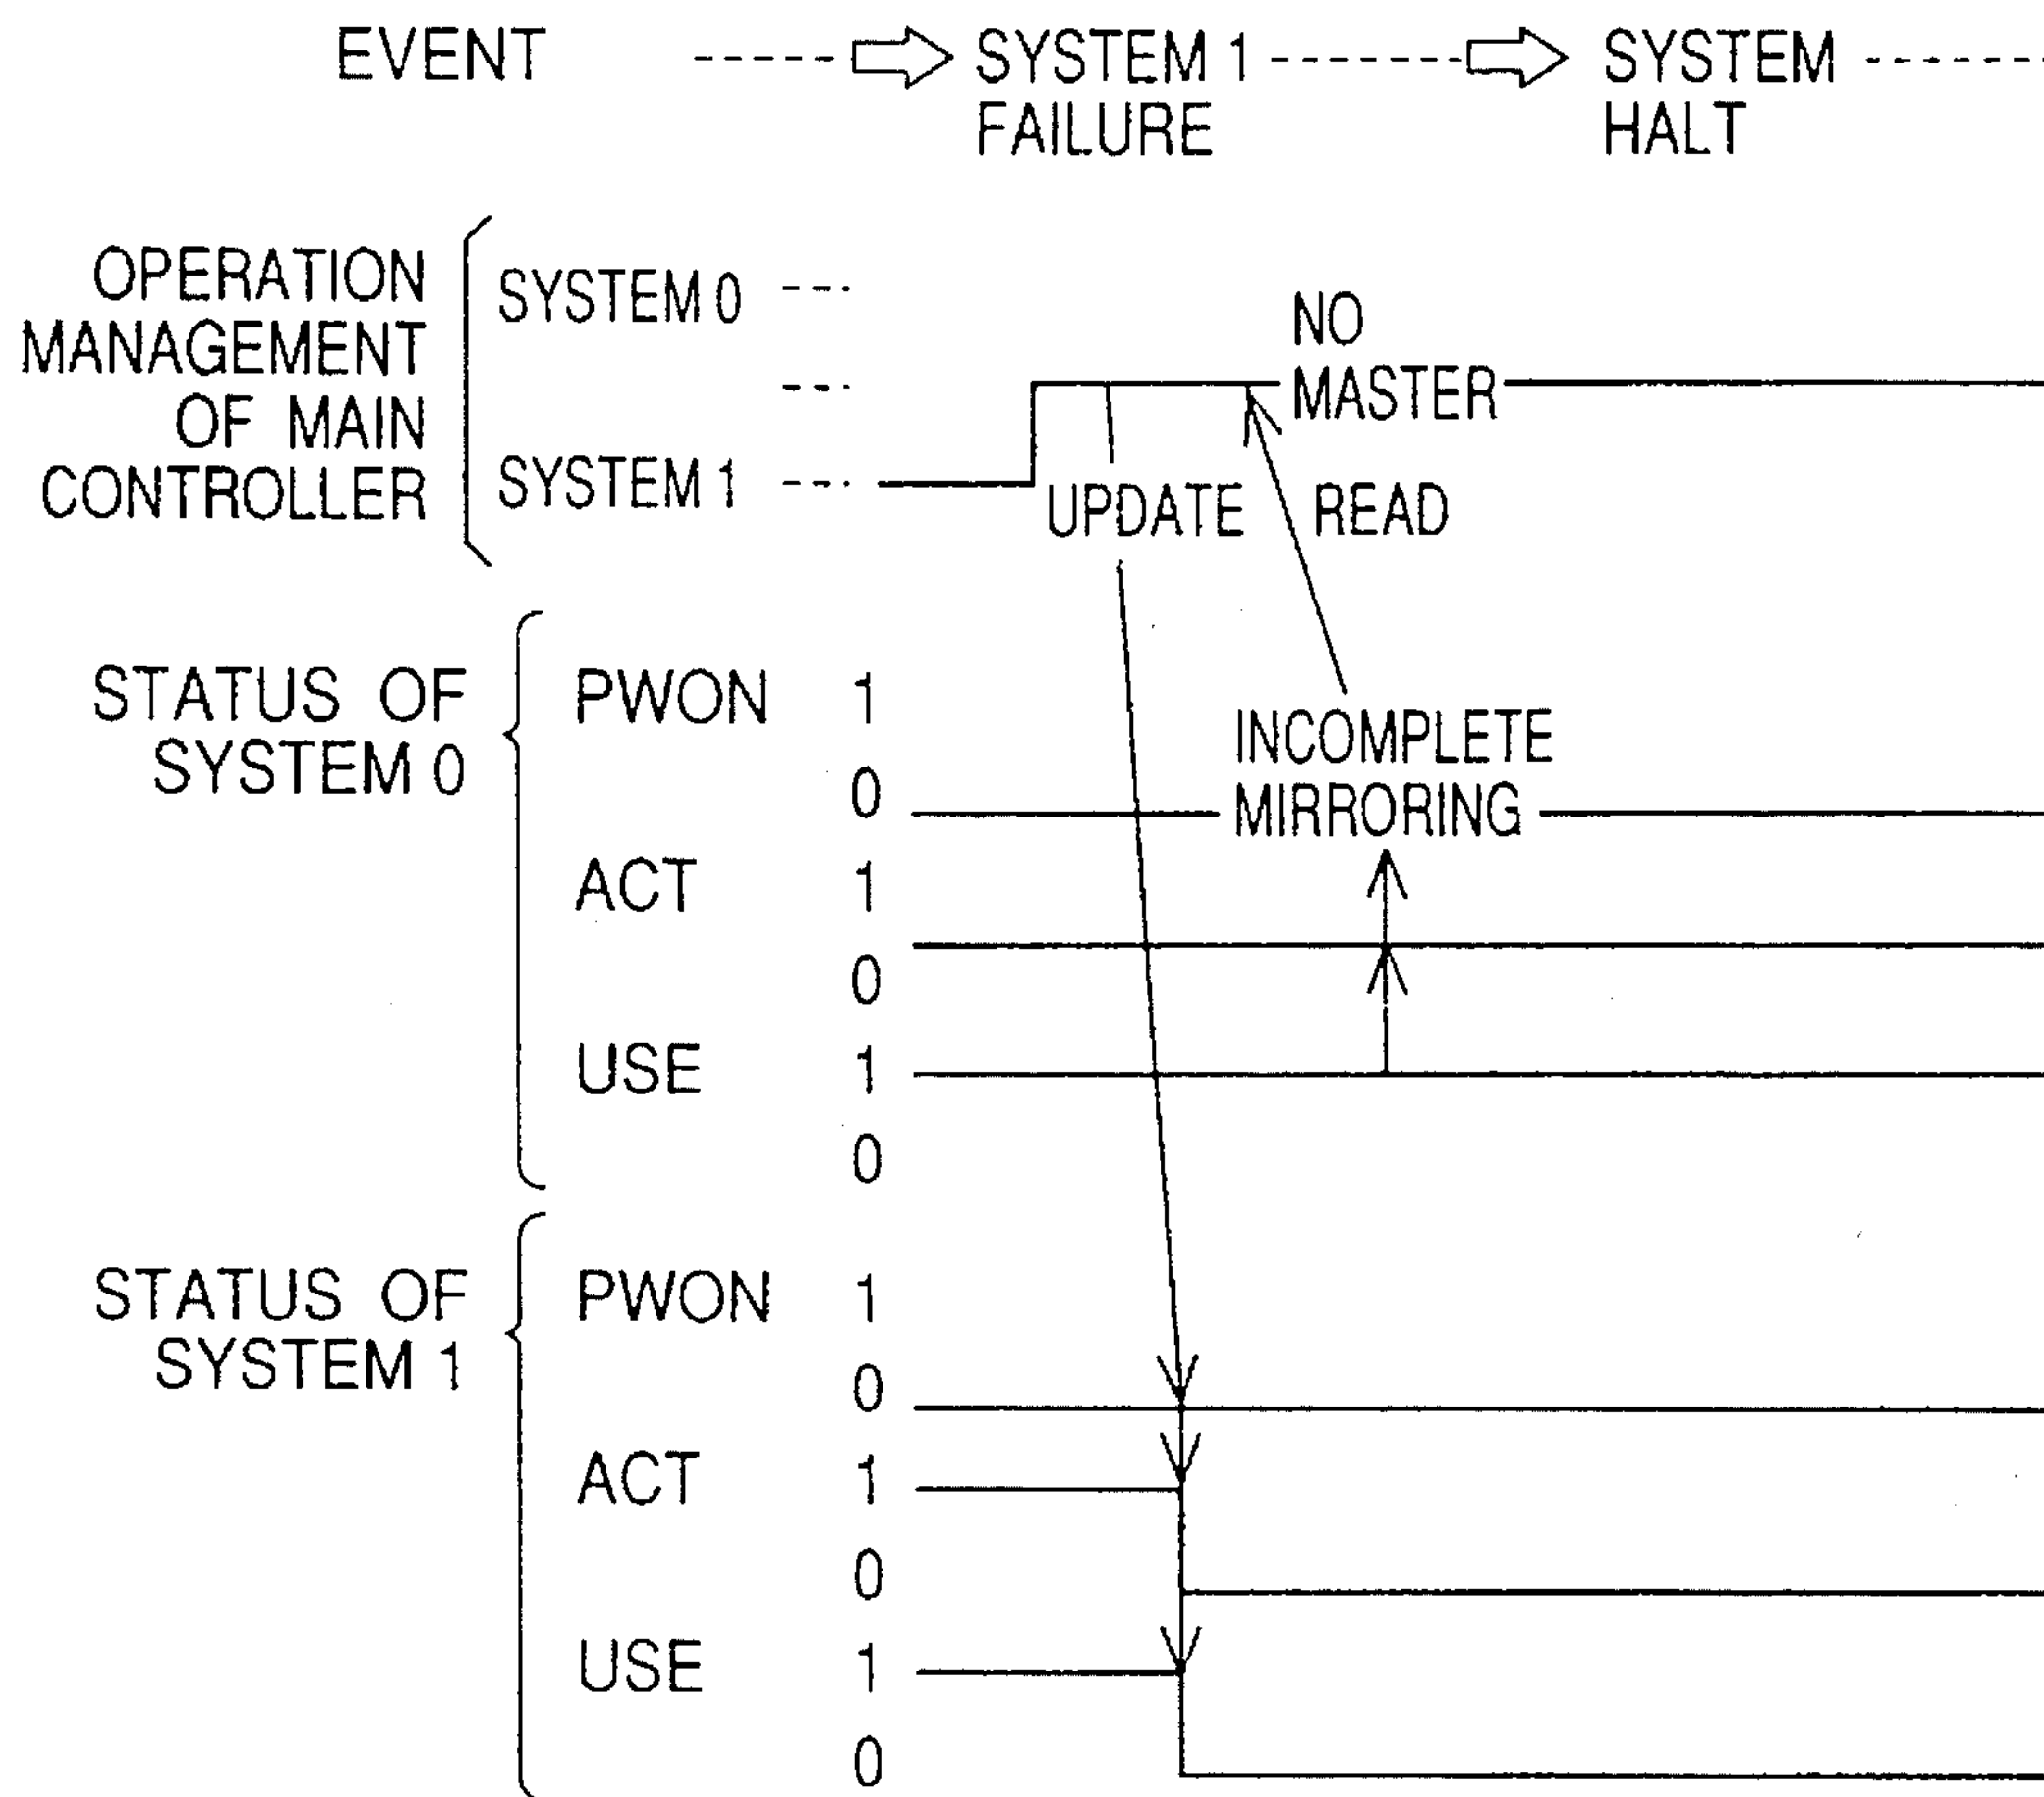 EVENT
SYSTEM 1
FAILURE
SYSTEM
HALT
OPERATION
MANAGEMENT
OF MAIN
CONTROLLER
SYSTEM 0
NO
MASTER
SYSTEM 1
UPDATE
READ
STATUS OF
SYSTEM 0
PWON 1
0
INCOMPLETE
MIRRORING
ACT 1
0
USE 1
0
STATUS OF
SYSTEM 1
PWON 1
0
ACT 1
0
USE 1
0